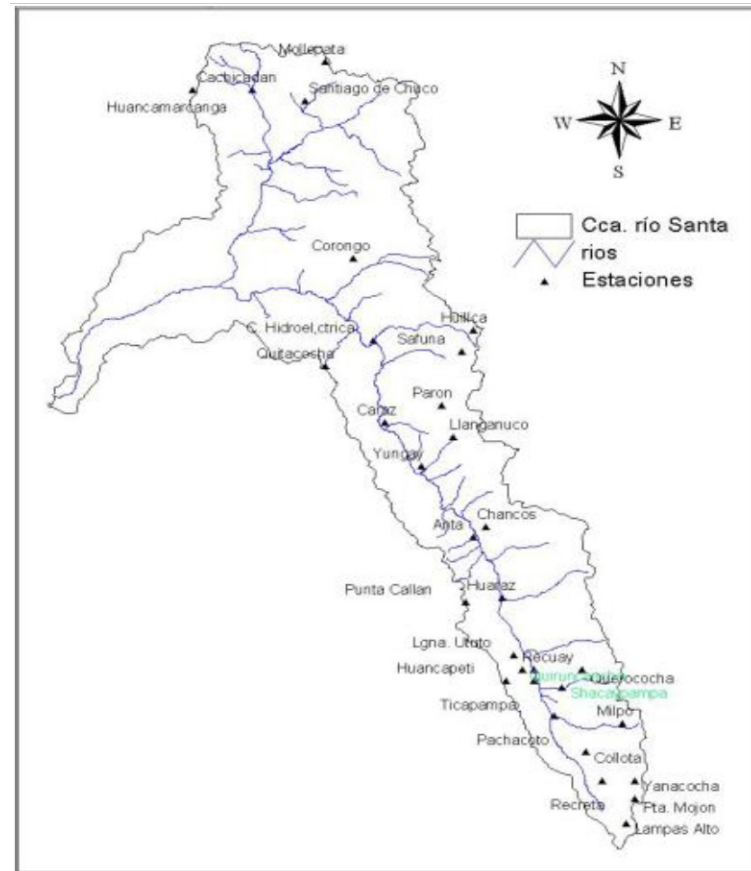 Mollepata
Cachicadan
Santiago de Chuco
Huancamarcanga
N
W E
S
Cca. río Santa
rios
Estaciones
Corongo
Huillca
C. Hidroel,ctrica
Safuna
Quitacosha
Paron
Caraz
Llanganuco
Yungay
Chancos
Anta
Huaraz
Punta Callan
Lgna. Ututo
Recuay
Huancapeti
Querococha
Shacaypampa
Ticapampa
Milpo
Pachacoto
Collota
Yanacocha
Recreta
Pta. Mojon
Lampas Alto